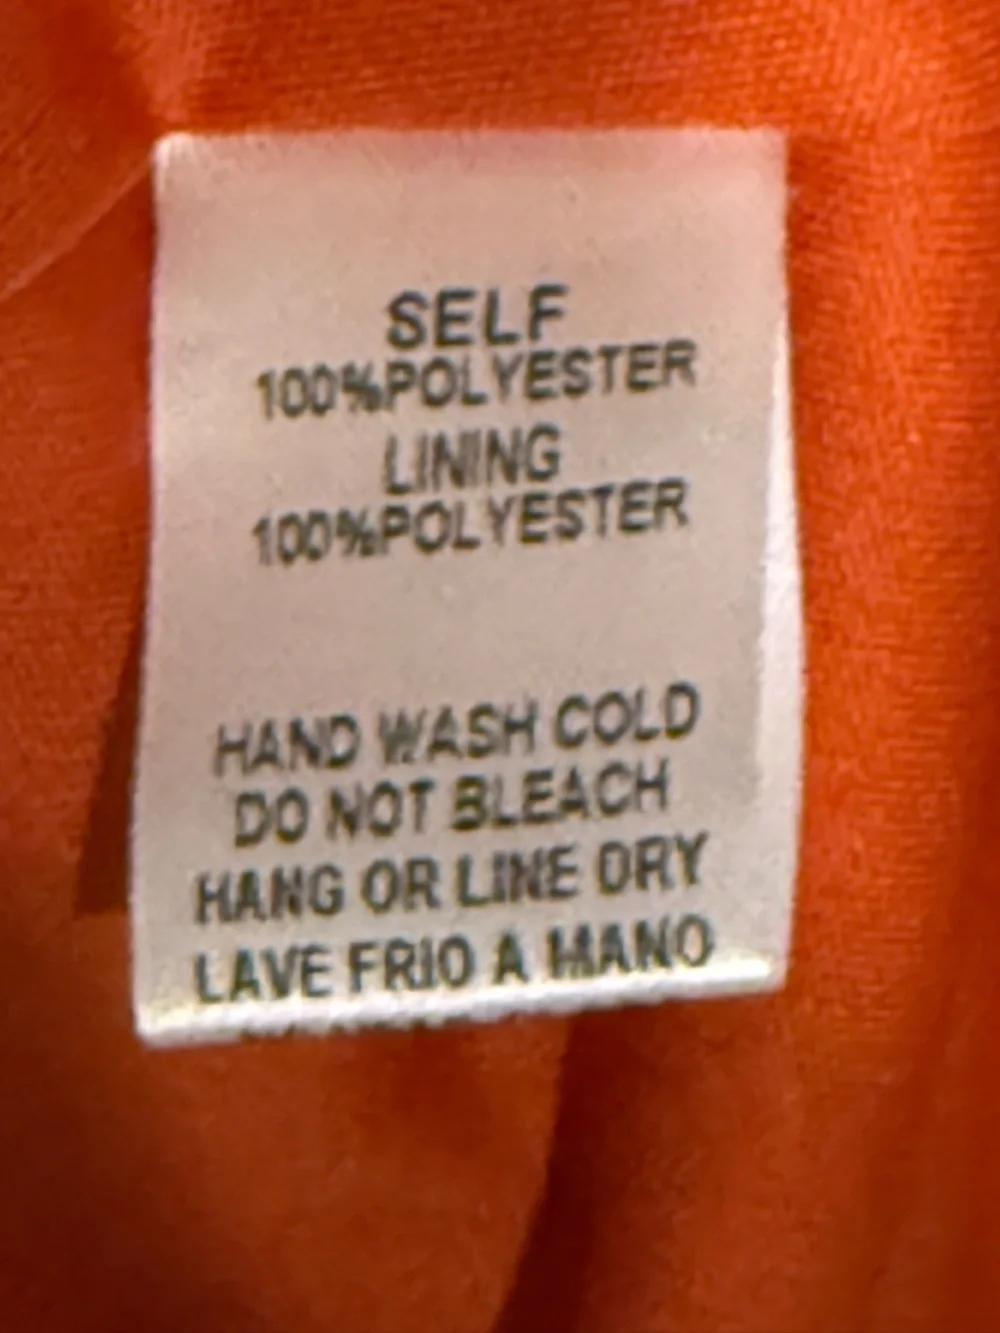 SELF
100%POLYESTER
LINING
100%POLYESTER
HAND WASH COLD
DO NOT BLEACH
HANG OR LINE DRY
LAVE FRIO A MANO